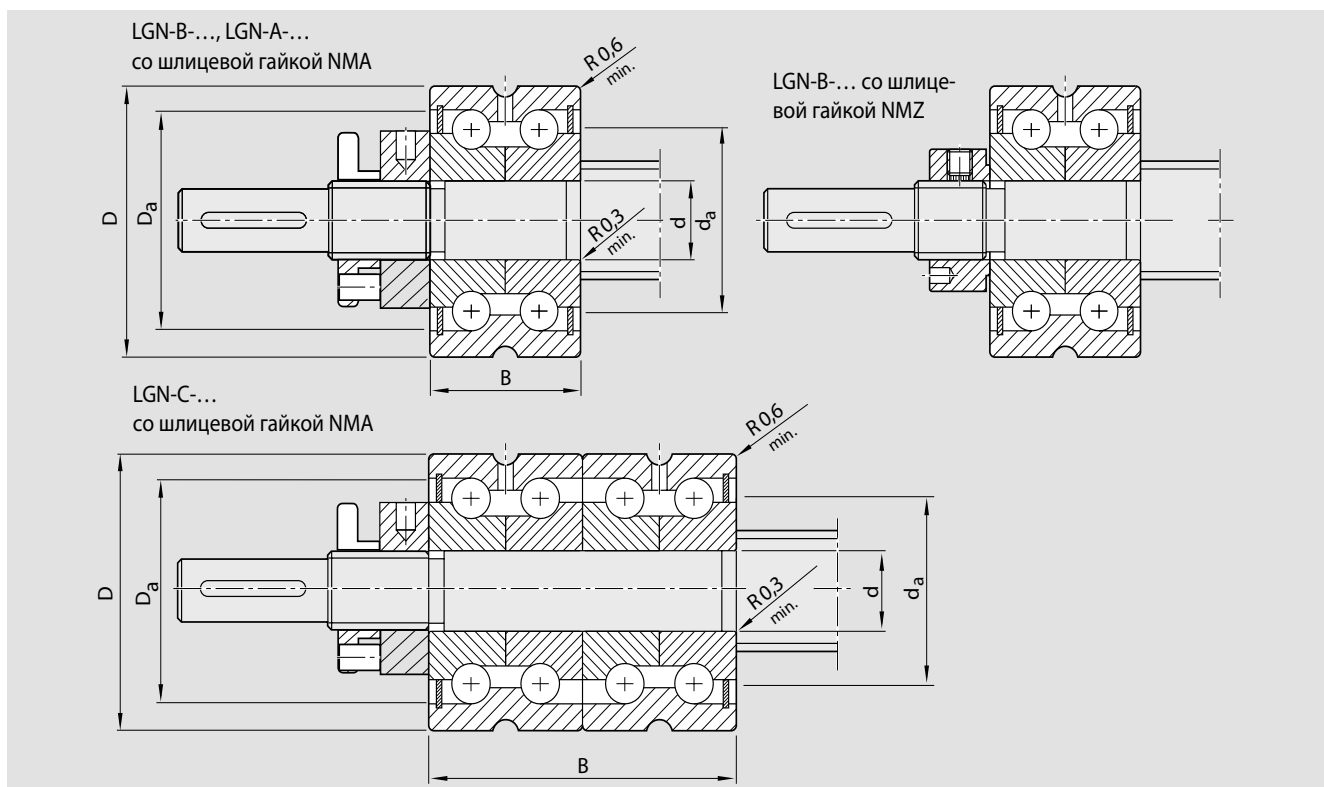 LGN-B-…, LGN-A-…
со шлицевой гайкой NMA
R 0,6
min.
LGN-B-… со шлице-
вой гайкой NMZ
D
Da
R 0,3
min.
d
da
B
LGN-C-…
со шлицевой гайкой NMA
R 0,6
min.
D
Da
R 0,3
min.
d
da
B